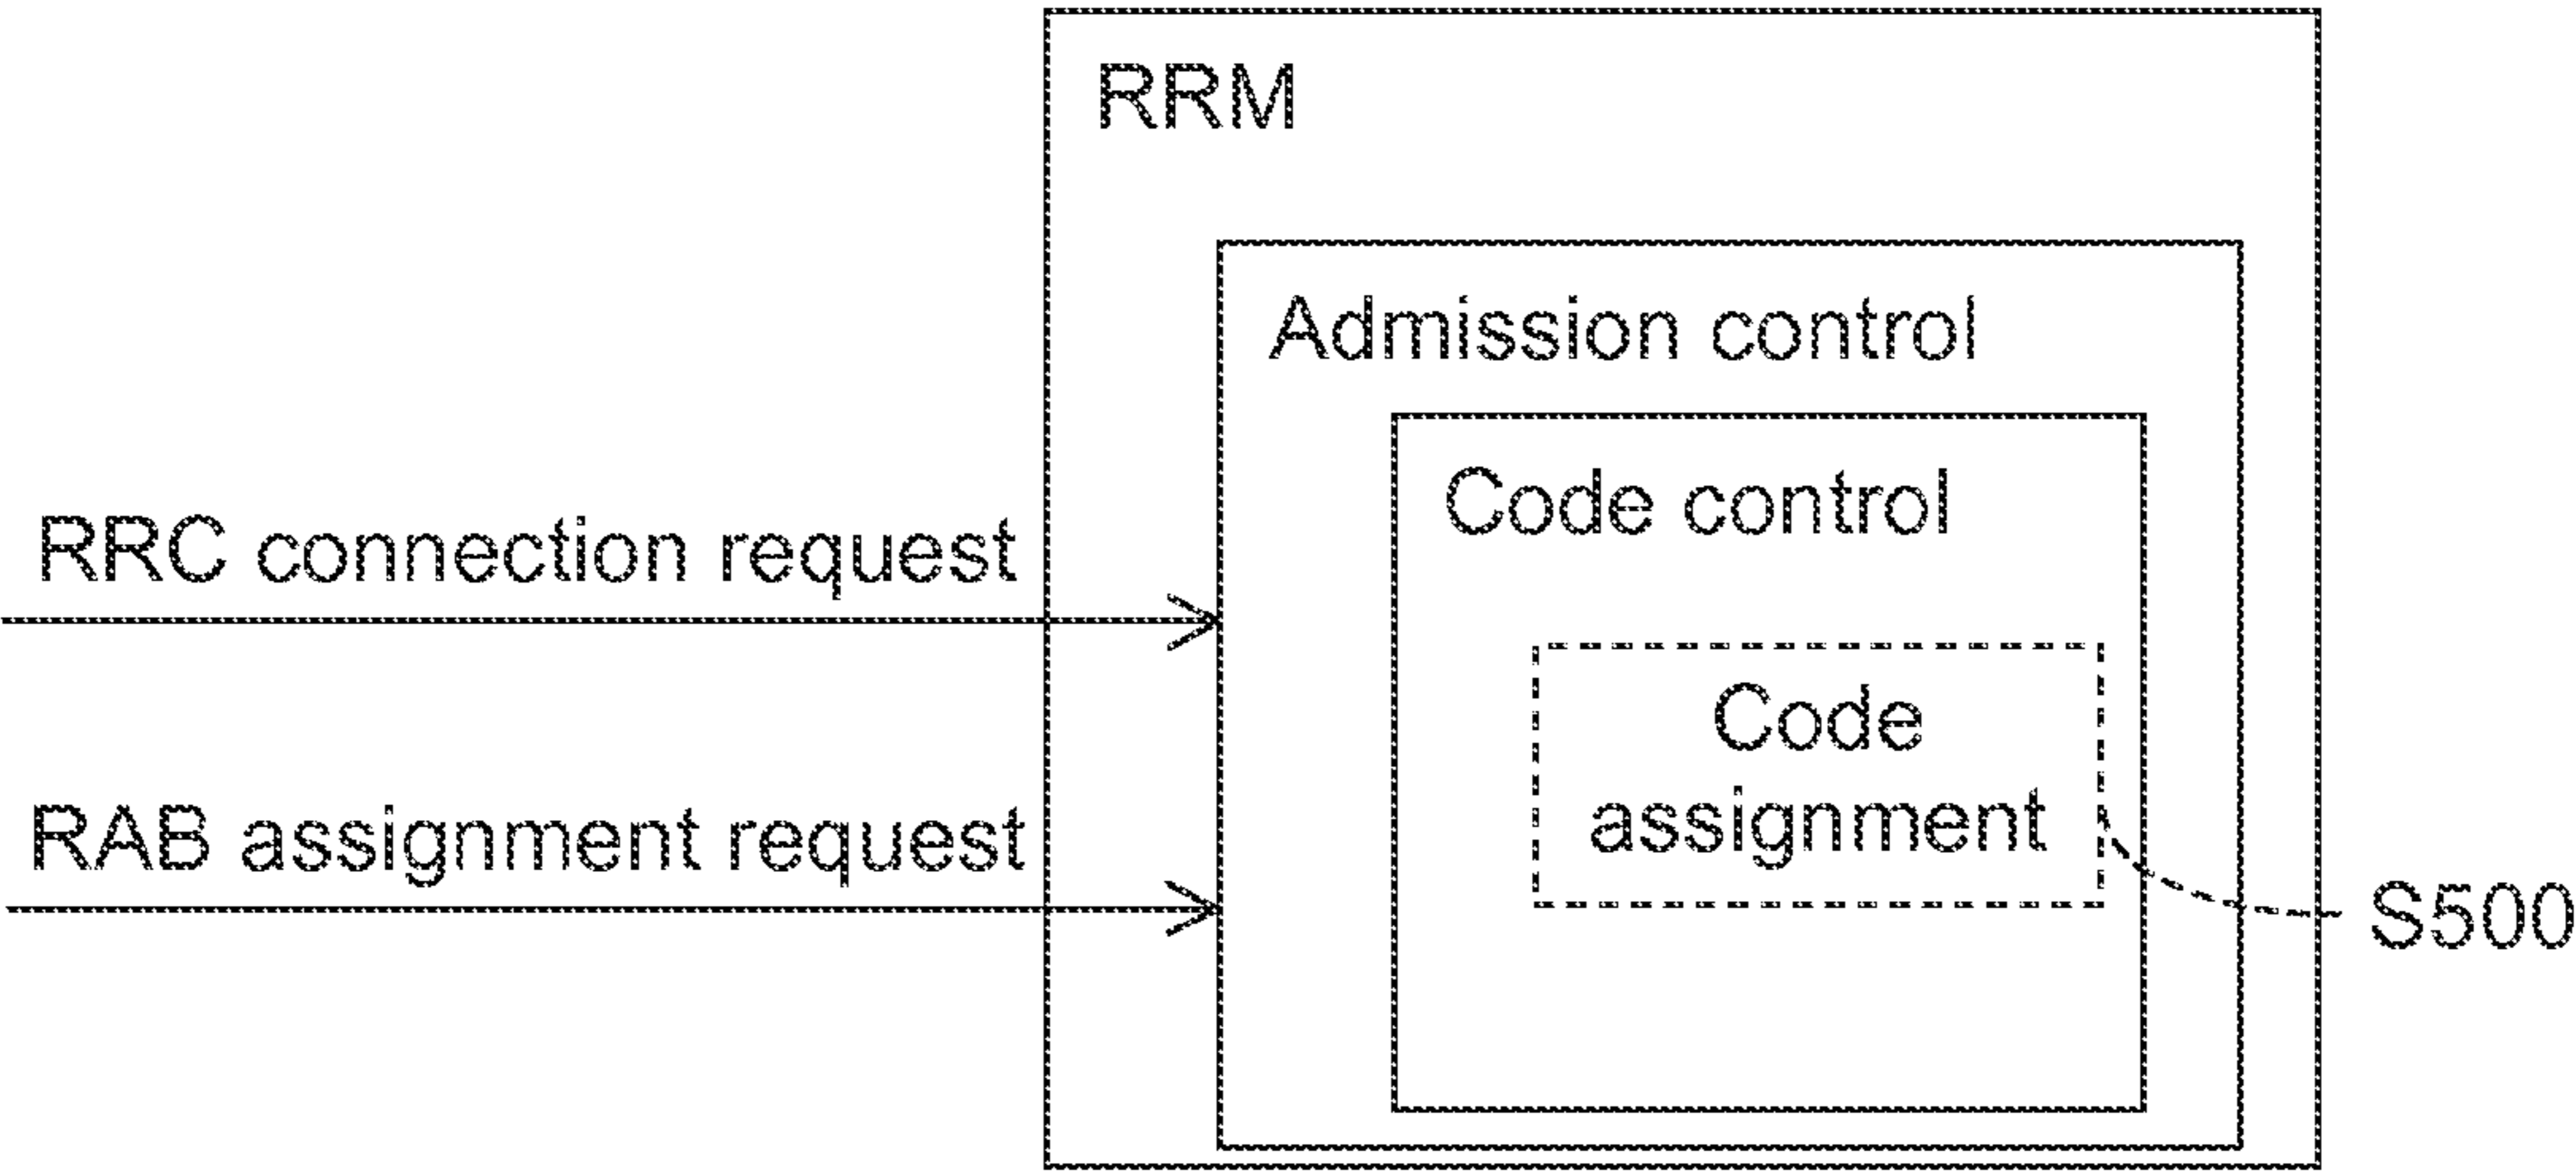 RRM
Admission control
Code control
RRC connection request
Code
assignment
RAB assignment request
S500